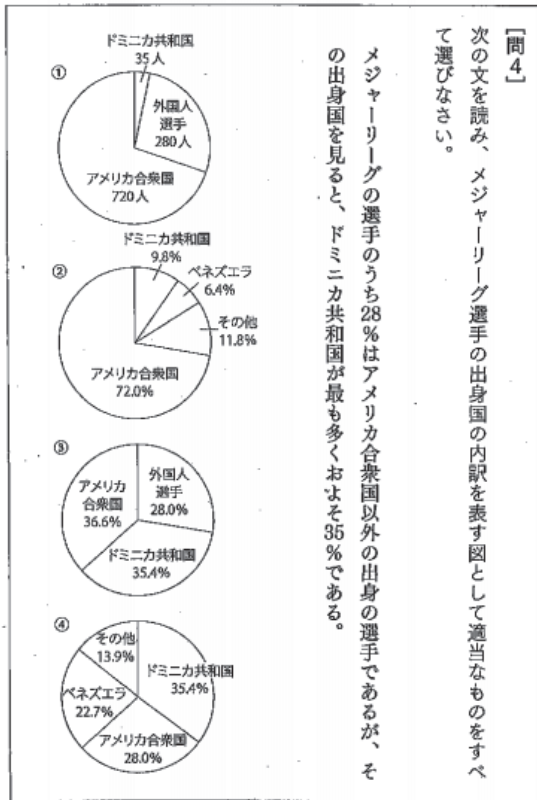 ［問4］
次の文を読み、メジャーリーグ選手の出身国の内訳を表す図として適当なものをすべ
て選びなさい。
メジャーリーグの選手のうち28%はアメリカ合衆国以外の出身の選手であるが、そ
の出身国を見ると、ドミニカ共和国が最も多くおよそ35%である。
①
ドミニカ共和国
35人
外国人
選手
280人
アメリカ合衆国
720人
②
ドミニカ共和国
9.8%
ベネズエラ
6.4%
その他
11.8%
アメリカ合衆国
72.0%
③
アメリカ
合衆国
36.6%
外国人
選手
28.0%
ドミニカ共和国
35.4%
④
その他
13.9%
ドミニカ共和国
35.4%
ベネズエラ
22.7%
アメリカ合衆国
28.0%